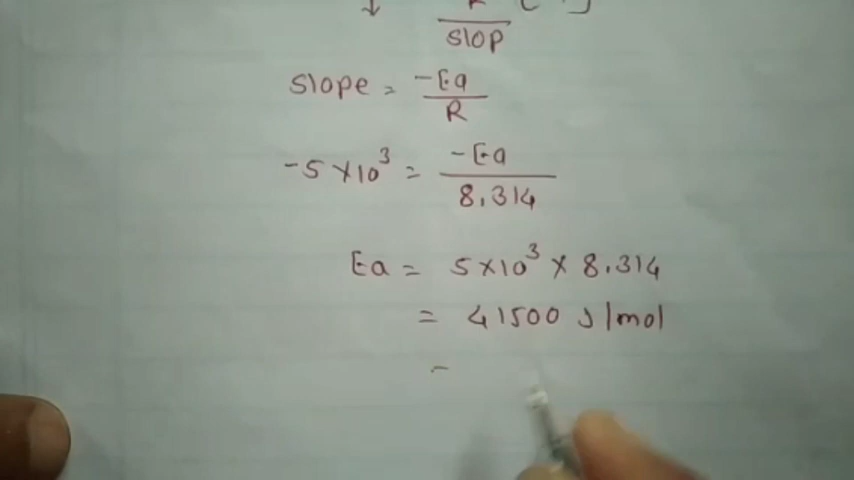 slop
Slope = -Ea/R
-5 × 10³ = -Ea/8.314
Ea = 5×10³ × 8.314
= 41500 J/mol
=